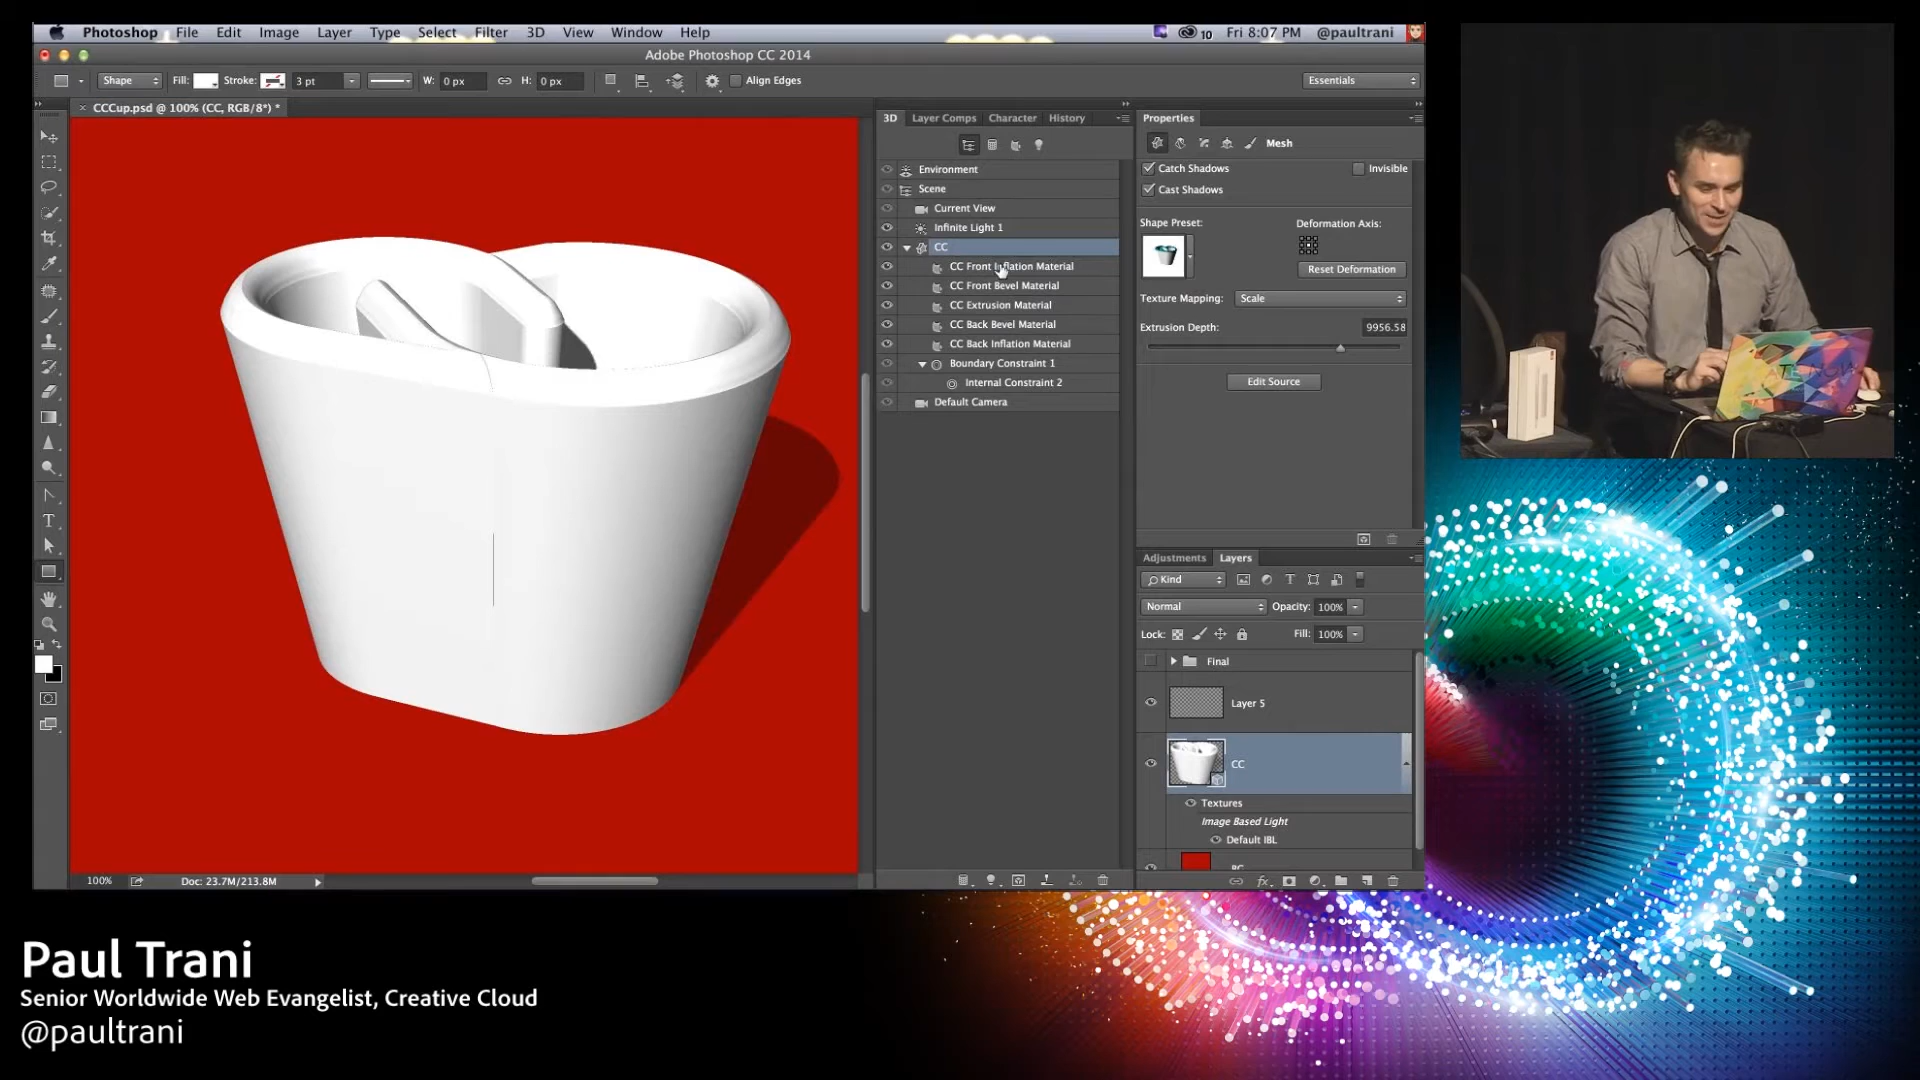 Photoshop File Edit Image Layer Type Select Filter 3D View Window Help
10 Fri 8:07 PM @paultrani
Adobe Photoshop CC 2014
Shape Fill: Stroke: 3 pt W: 0 px H: 0 px Align Edges Essentials
× CCCup.psd @ 100% (CC, RGB/8*) *
3D Layer Comps Character History
Environment
Scene
Current View
Infinite Light 1
CC
CC Front Inflation Material
CC Front Bevel Material
CC Extrusion Material
CC Back Bevel Material
CC Back Inflation Material
Boundary Constraint 1
Internal Constraint 2
Default Camera
Properties
Mesh
Catch Shadows Invisible
Cast Shadows
Shape Preset: Deformation Axis:
Reset Deformation
Texture Mapping: Scale
Extrusion Depth: 9956.58
Edit Source
Adjustments Layers
Kind
Normal Opacity: 100%
Lock: Fill: 100%
Final
Layer 5
CC
Textures
Image Based Light
Default IBL
100% Doc: 23.7M/213.8M
Paul Trani
Senior Worldwide Web Evangelist, Creative Cloud
@paultrani